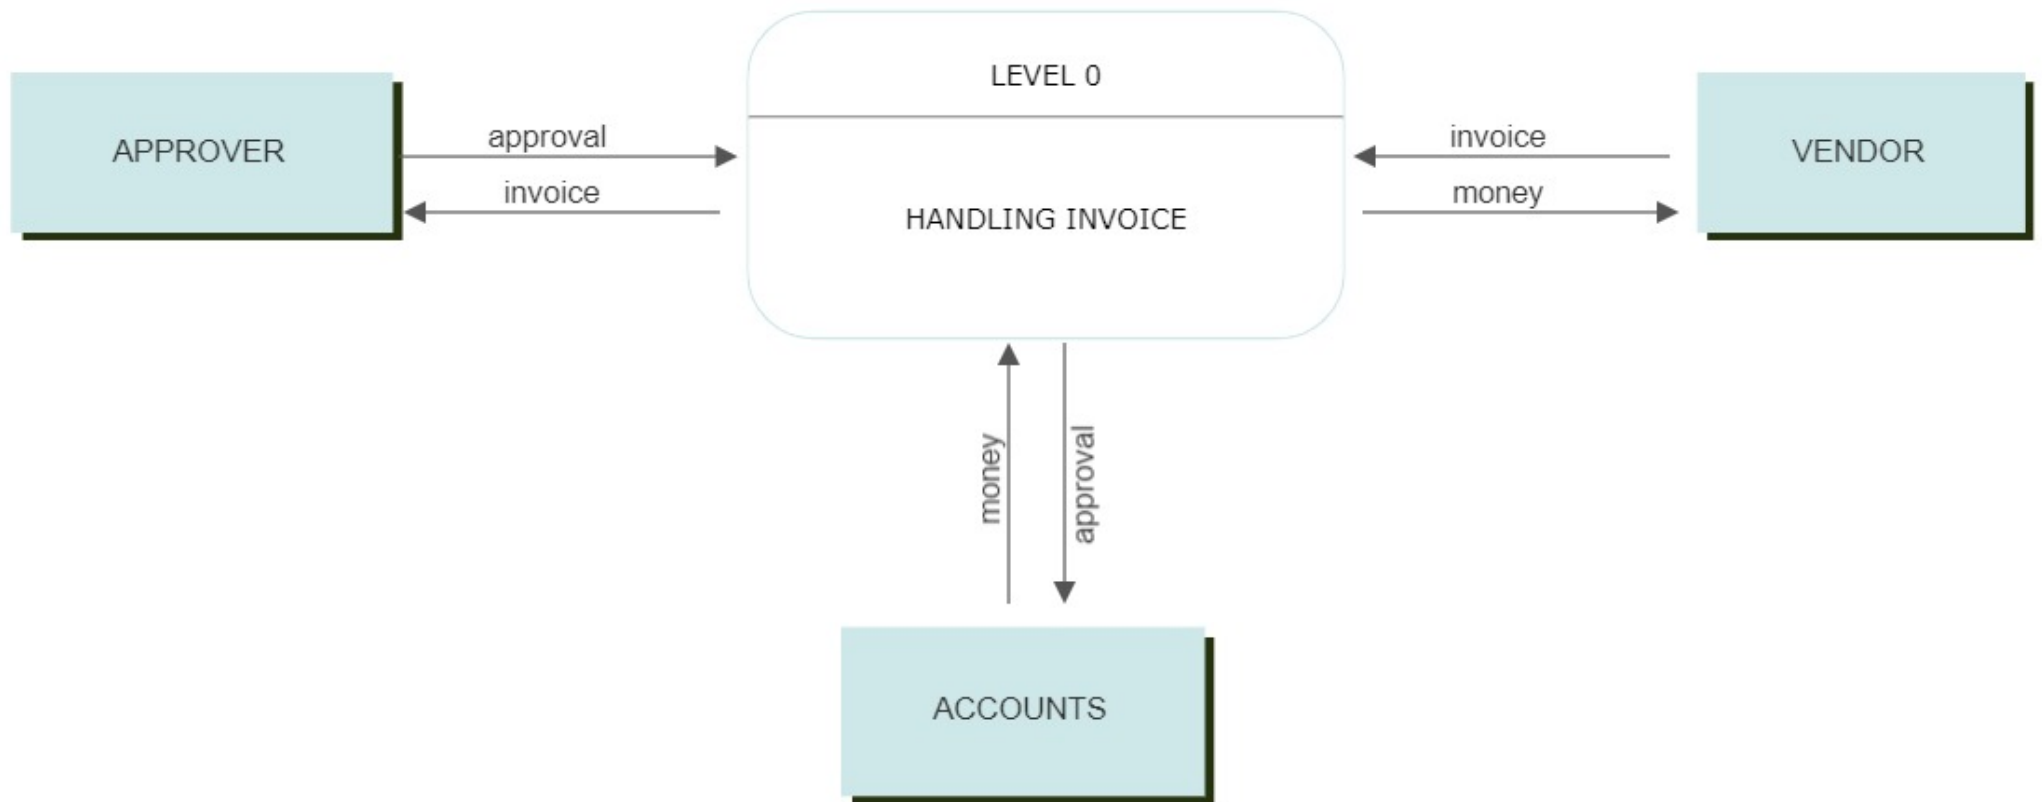 LEVEL 0
APPROVER
approval
invoice
HANDLING INVOICE
invoice
money
VENDOR
money
approval
ACCOUNTS